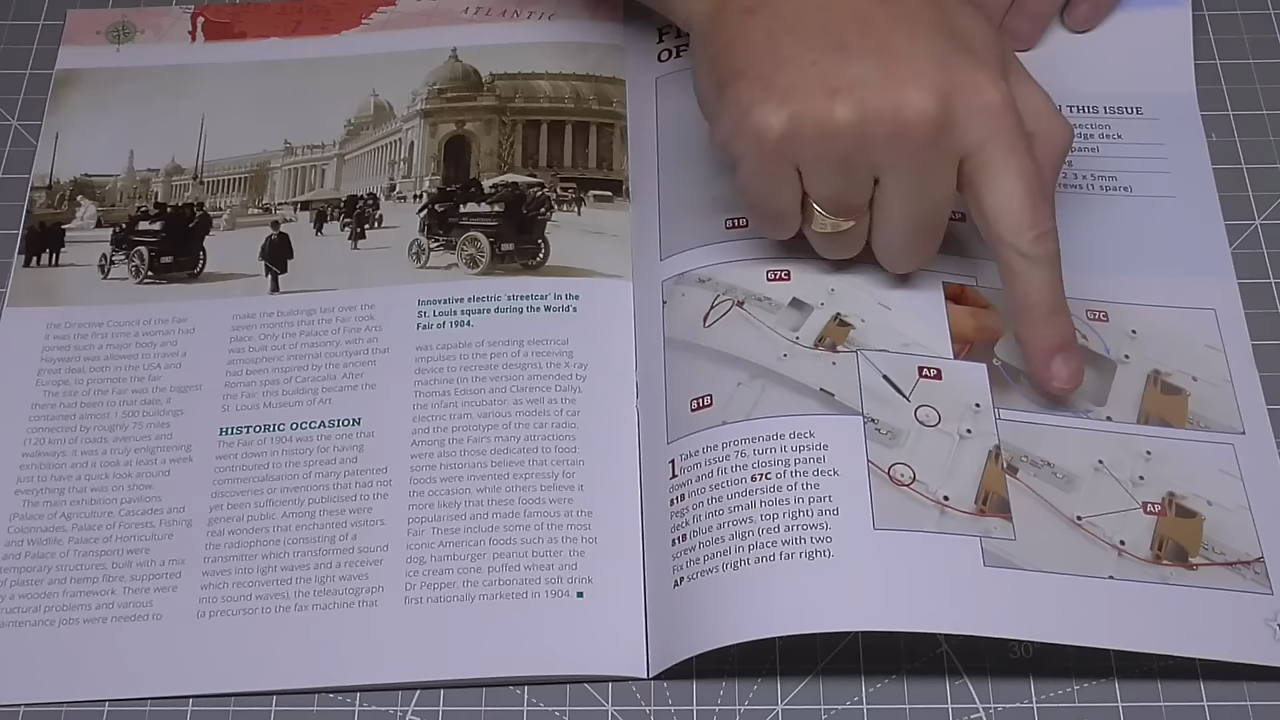 ATLANTIC
the Directive Council of the Fair.
It was the first time a woman had
joined such a major body and
Hayward was allowed to travel a
great deal, both in the USA and
Europe, to promote the fair.
The site of the Fair was the biggest
there had been to that date, it
contained almost 1,500 buildings
connected by roughly 75 miles
(120 km) of roads, avenues and
walkways. It was a truly enlightening
exhibition and it took at least a week
just to have a quick look around
everything that was on show.
The main exhibition pavilions
(Palace of Agriculture, Cascades and
Colonnades, Palace of Forests, Fishing
and Wildlife, Palace of Horticulture
and Palace of Transport) were
temporary structures, built with a mix
of plaster and hemp fibre, supported
by a wooden framework. There were
structural problems and various
maintenance jobs were needed to
make the buildings last over the
seven months that the Fair took
place. Only the Palace of Fine Arts
was built out of masonry, with an
atmospheric internal courtyard that
had been inspired by the ancient
Roman spas of Caracalla. After
the Fair, this building became the
St. Louis Museum of Art.
HISTORIC OCCASION
The Fair of 1904 was the one that
went down in history for having
contributed to the spread and
commercialisation of many patented
discoveries or inventions that had not
yet been sufficiently publicised to the
general public. Among these were
real wonders that enchanted visitors:
the radiophone (consisting of a
transmitter which transformed sound
waves into light waves and a receiver
which reconverted the light waves
into sound waves), the teleautograph
(a precursor to the fax machine that
Innovative electric 'streetcar' in the
St. Louis square during the World's
Fair of 1904.
was capable of sending electrical
impulses to the pen of a receiving
device to recreate designs), the X-ray
machine (in the version amended by
Thomas Edison and Clarence Dally),
the infant incubator, as well as the
electric tram, various models of car
and the prototype of the car radio.
Among the Fair's many attractions
were also those dedicated to food:
some historians believe that certain
foods were invented expressly for
the occasion, while others believe it
more likely that these foods were
popularised and made famous at the
Fair. These include some of the most
iconic American foods such as the hot
dog, hamburger, peanut butter, the
ice cream cone, puffed wheat and
Dr Pepper, the carbonated soft drink
first nationally marketed in 1904.
OF
THIS ISSUE
section
dge deck
panel
2.3 x 5mm
rews (1 spare)
81B
AP
67C
81B
67C
AP
AP
1 Take the promenade deck
from issue 76, turn it upside
down and fit the closing panel
81B into section 67C of the deck.
Pegs on the underside of the
deck fit into small holes in part
81B (blue arrows, top right) and
screw holes align (red arrows).
Fix the panel in place with two
AP screws (right and far right).
30°